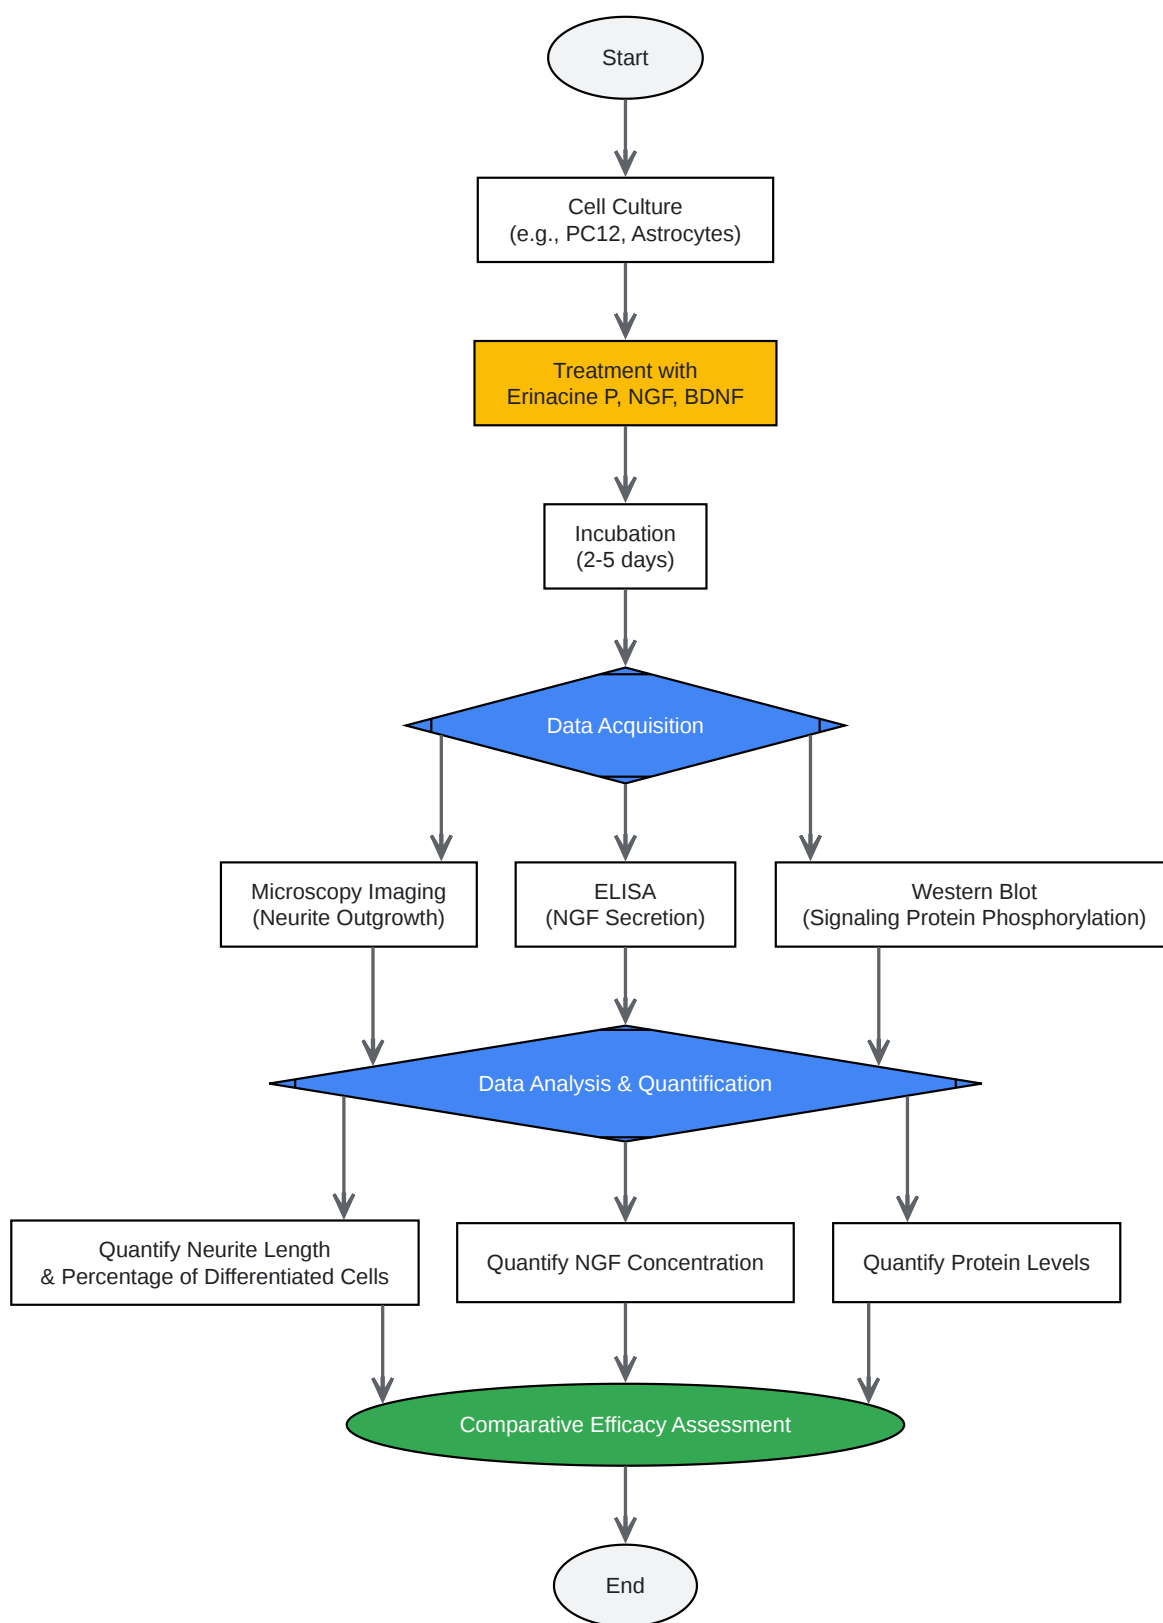 Start
Cell Culture
(e.g., PC12, Astrocytes)
Treatment with
Erinacine P, NGF, BDNF
Incubation
(2-5 days)
Data Acquisition
Microscopy Imaging
(Neurite Outgrowth)
ELISA
(NGF Secretion)
Western Blot
(Signaling Protein Phosphorylation)
Data Analysis & Quantification
Quantify Neurite Length
& Percentage of Differentiated Cells
Quantify NGF Concentration
Quantify Protein Levels
Comparative Efficacy Assessment
End